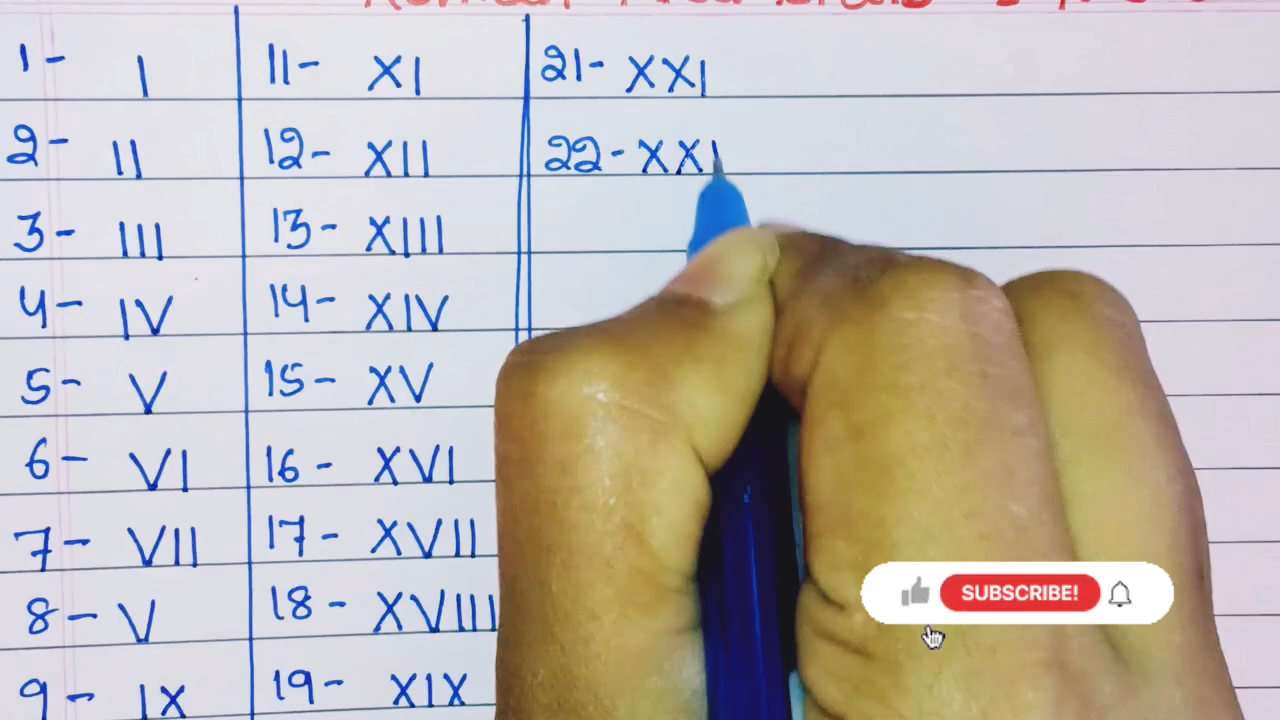 1- I 11- XI 21- XXI
2- II 12- XII 22- XXI
3- III 13- XIII
4- IV 14- XIV
5- V 15- XV
6- VI 16- XVI
7- VII 17- XVII
8- V 18- XVIII
9- IX 19- XIX
SUBSCRIBE!